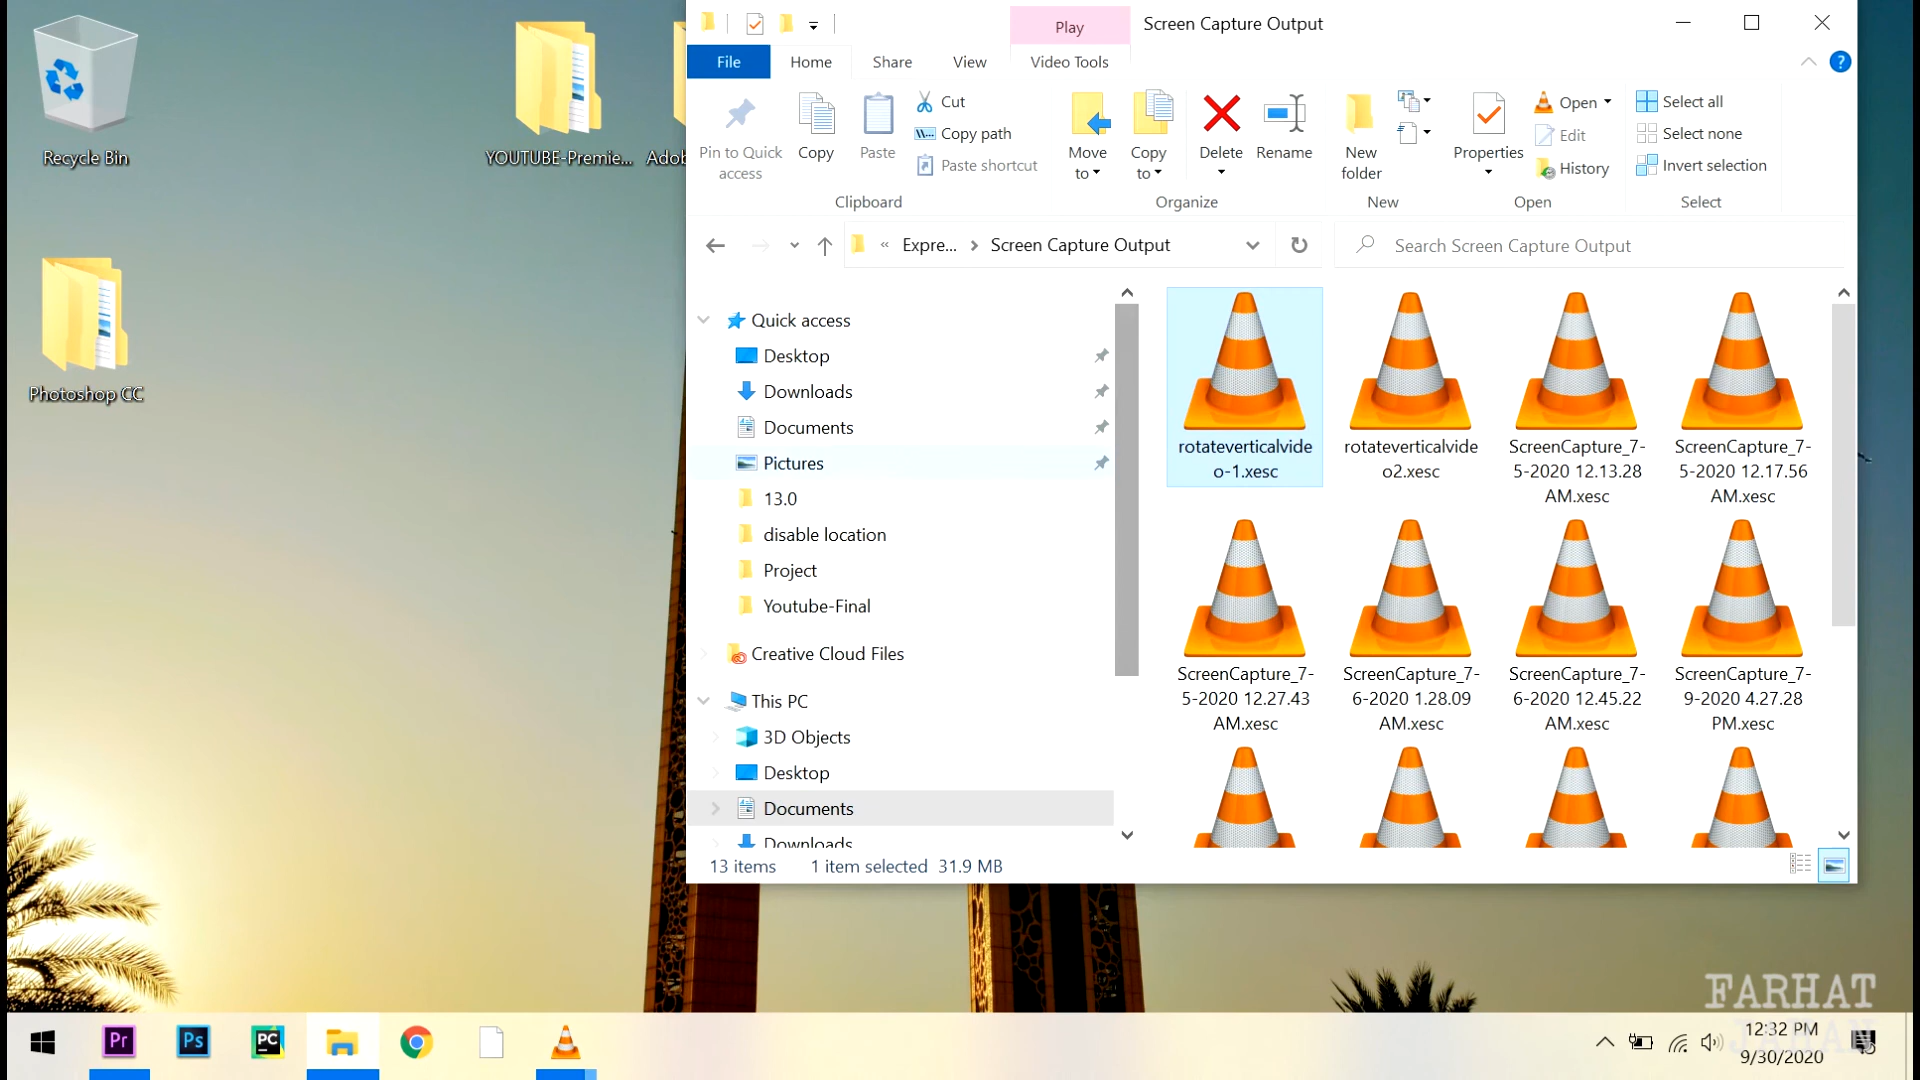 Recycle Bin
YOUTUBE-Premie...
Photoshop CC
Play
Screen Capture Output
File
Home
Share
View
Video Tools
?
Pin to Quick
access
Copy
Paste
Cut
Copy path
Paste shortcut
Clipboard
Move
to
Copy
to
Delete
Rename
Organize
New
folder
New
Properties
Open
Edit
History
Open
Select all
Select none
Invert selection
Select
« Expre... > Screen Capture Output
Search Screen Capture Output
Quick access
Desktop
Downloads
Documents
Pictures
13.0
disable location
Project
Youtube-Final
Creative Cloud Files
This PC
3D Objects
Desktop
Documents
Downloads
rotateverticalvide
o-1.xesc
rotateverticalvide
o2.xesc
ScreenCapture_7-
5-2020 12.13.28
AM.xesc
ScreenCapture_7-
5-2020 12.17.56
AM.xesc
ScreenCapture_7-
5-2020 12.27.43
AM.xesc
ScreenCapture_7-
6-2020 1.28.09
AM.xesc
ScreenCapture_7-
6-2020 12.45.22
AM.xesc
ScreenCapture_7-
9-2020 4.27.28
PM.xesc
13 items 1 item selected 31.9 MB
FARHAT
JAHAN
Pr
Ps
PC
12:32 PM
9/30/2020